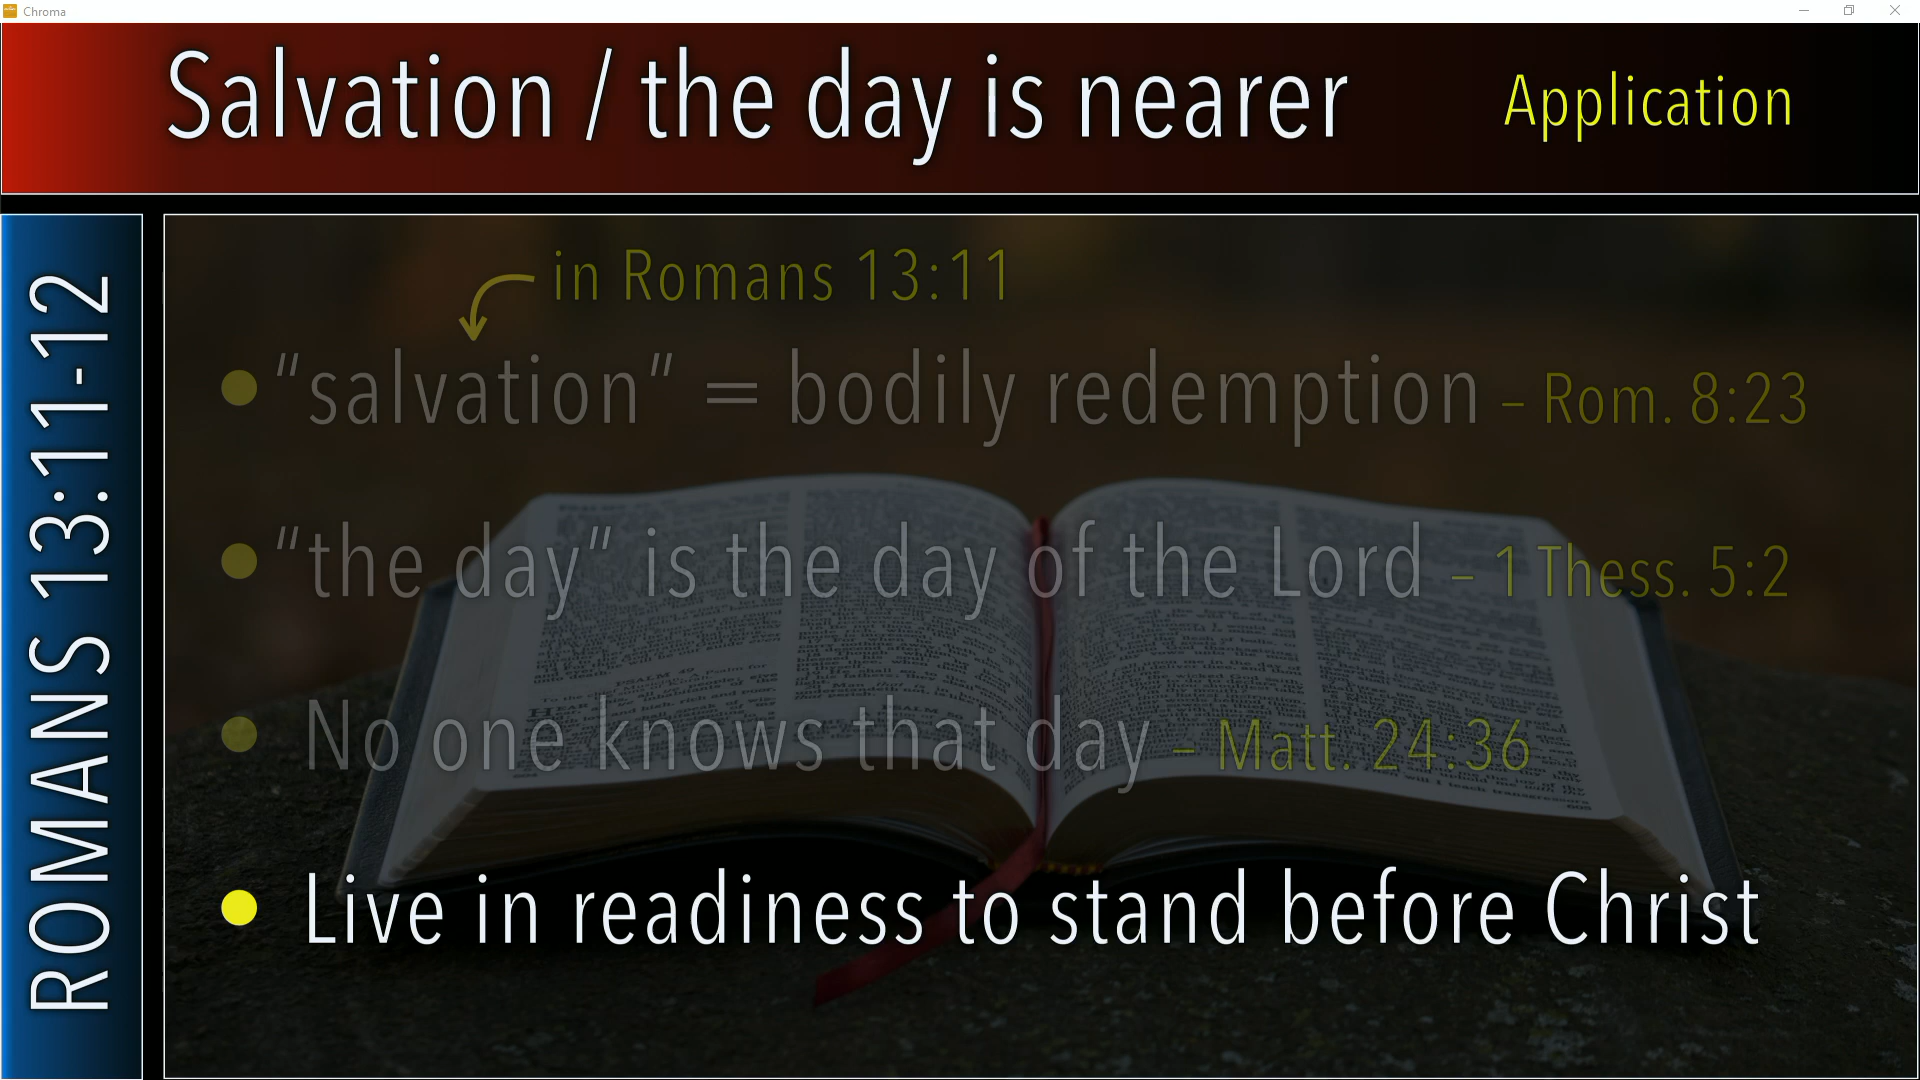 Chroma
Salvation / the day is nearer
Application
ROMANS 13:11-12
in Romans 13:11
“salvation” = bodily redemption – Rom. 8:23
“the day” is the day of the Lord – 1 Thess. 5:2
No one knows that day – Matt. 24:36
Live in readiness to stand before Christ